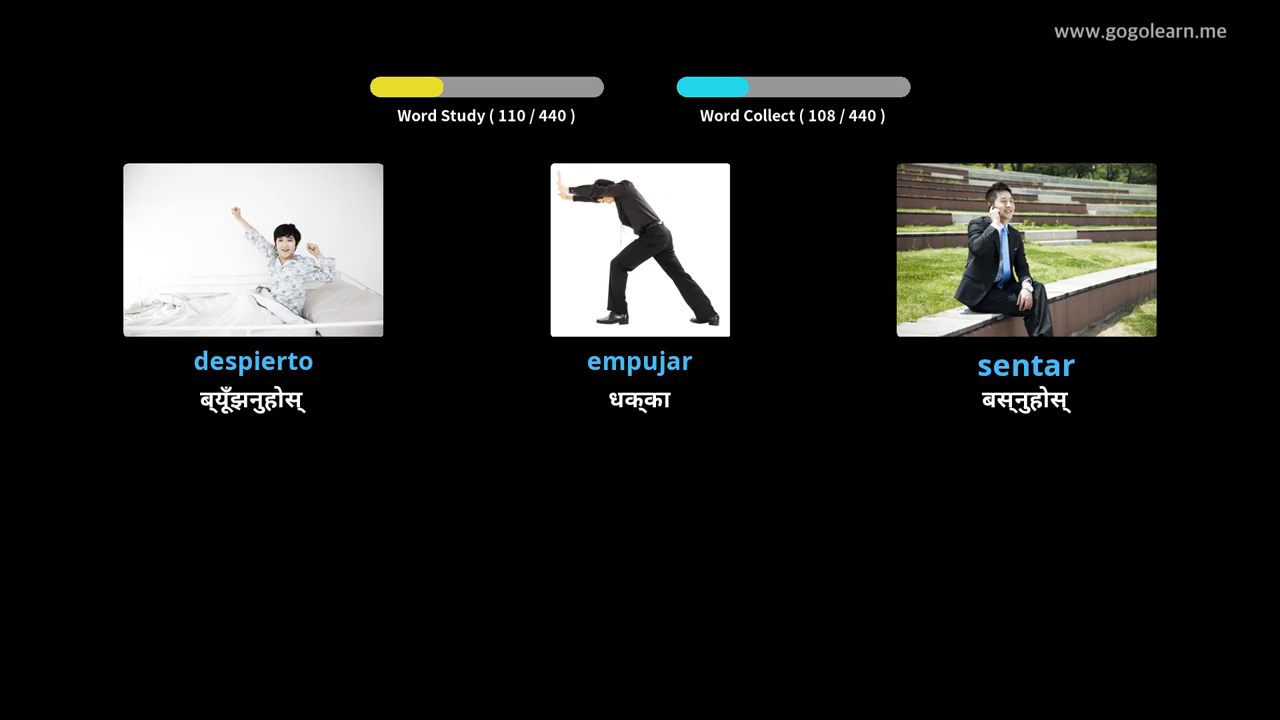 www.gogolearn.me
Word Study ( 110 / 440 )
Word Collect ( 108 / 440 )
despierto
ब्यूँझनुहोस्
empujar
धक्का
sentar
बस्नुहोस्